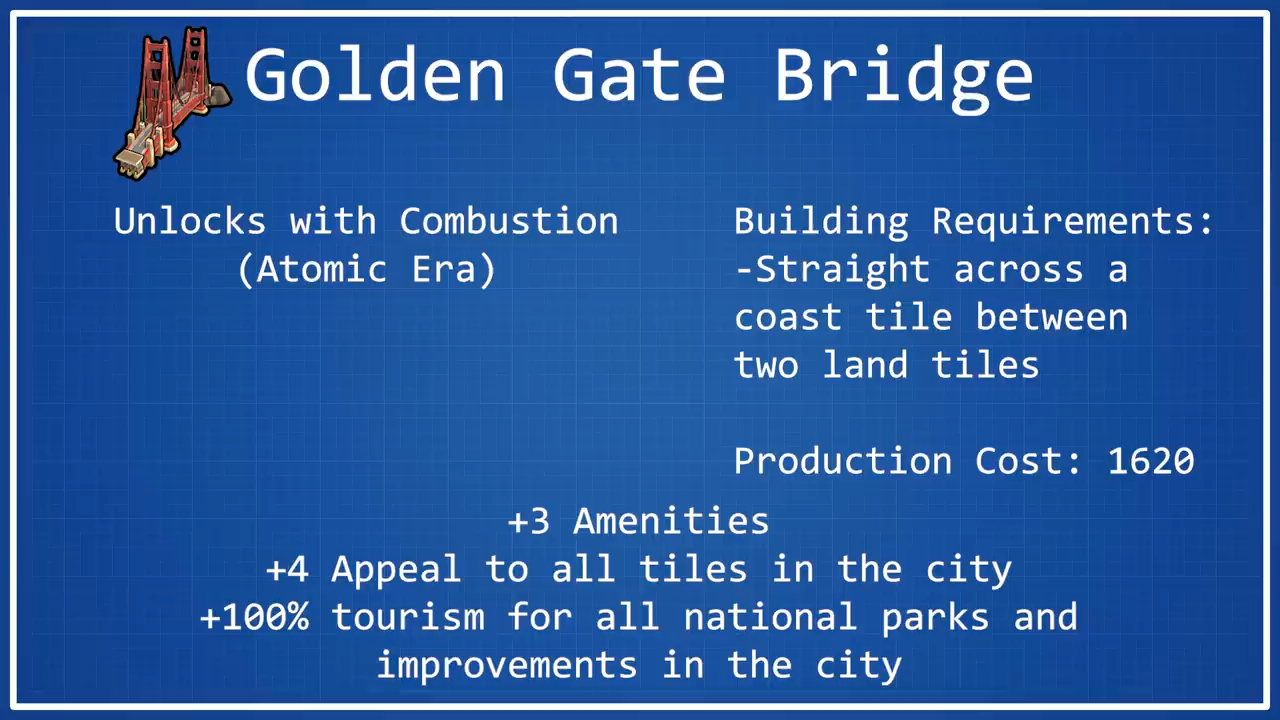 Golden Gate Bridge
Unlocks with Combustion
(Atomic Era)
Building Requirements:
-Straight across a
coast tile between
two land tiles
Production Cost: 1620
+3 Amenities
+4 Appeal to all tiles in the city
+100% tourism for all national parks and
improvements in the city